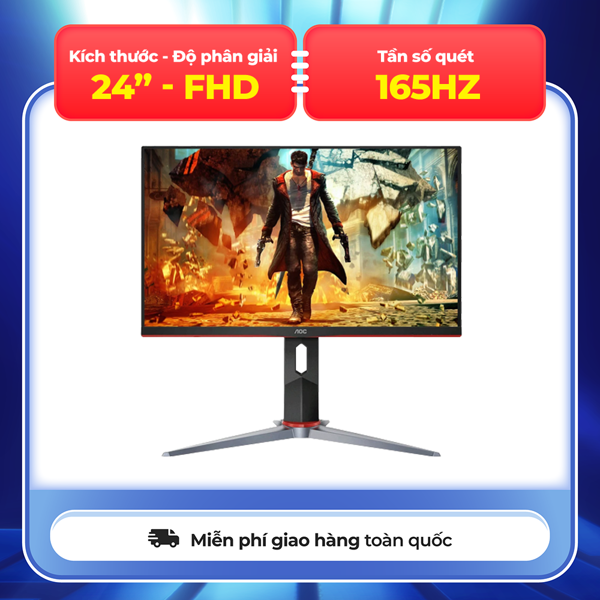 Kích thước - Độ phân giải
24” - FHD
Tần số quét
165HZ
AOC
Miễn phí giao hàng toàn quốc